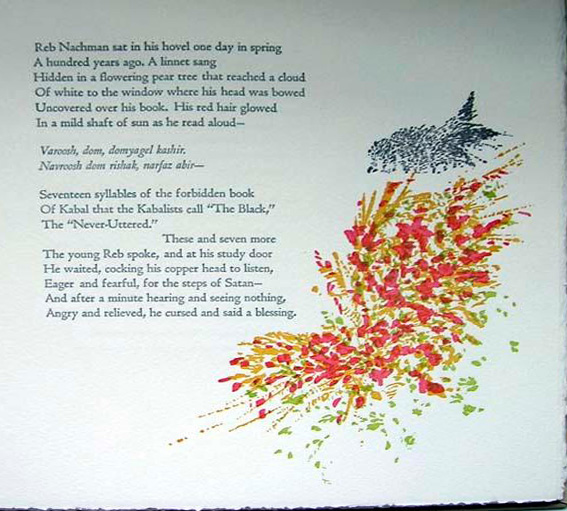 Reb Nachman sat in his hovel one day in spring
A hundred years ago. A linnet sang
Hidden in a flowering pear tree that reached a cloud
Of white to the window where his head was bowed
Uncovered over his book. His red hair glowed
In a mild shaft of sun as he read aloud—
Varoosh, dom, domyagel kashir.
Navroosh dom rishak, narfaz abir—
Seventeen syllables of the forbidden book
Of Kabal that the Kabalists call “The Black,”
The “Never-Uttered.”
These and seven more
The young Reb spoke, and at his study door
He waited, cocking his copper head to listen,
Eager and fearful, for the steps of Satan—
And after a minute hearing and seeing nothing,
Angry and relieved, he cursed and said a blessing.